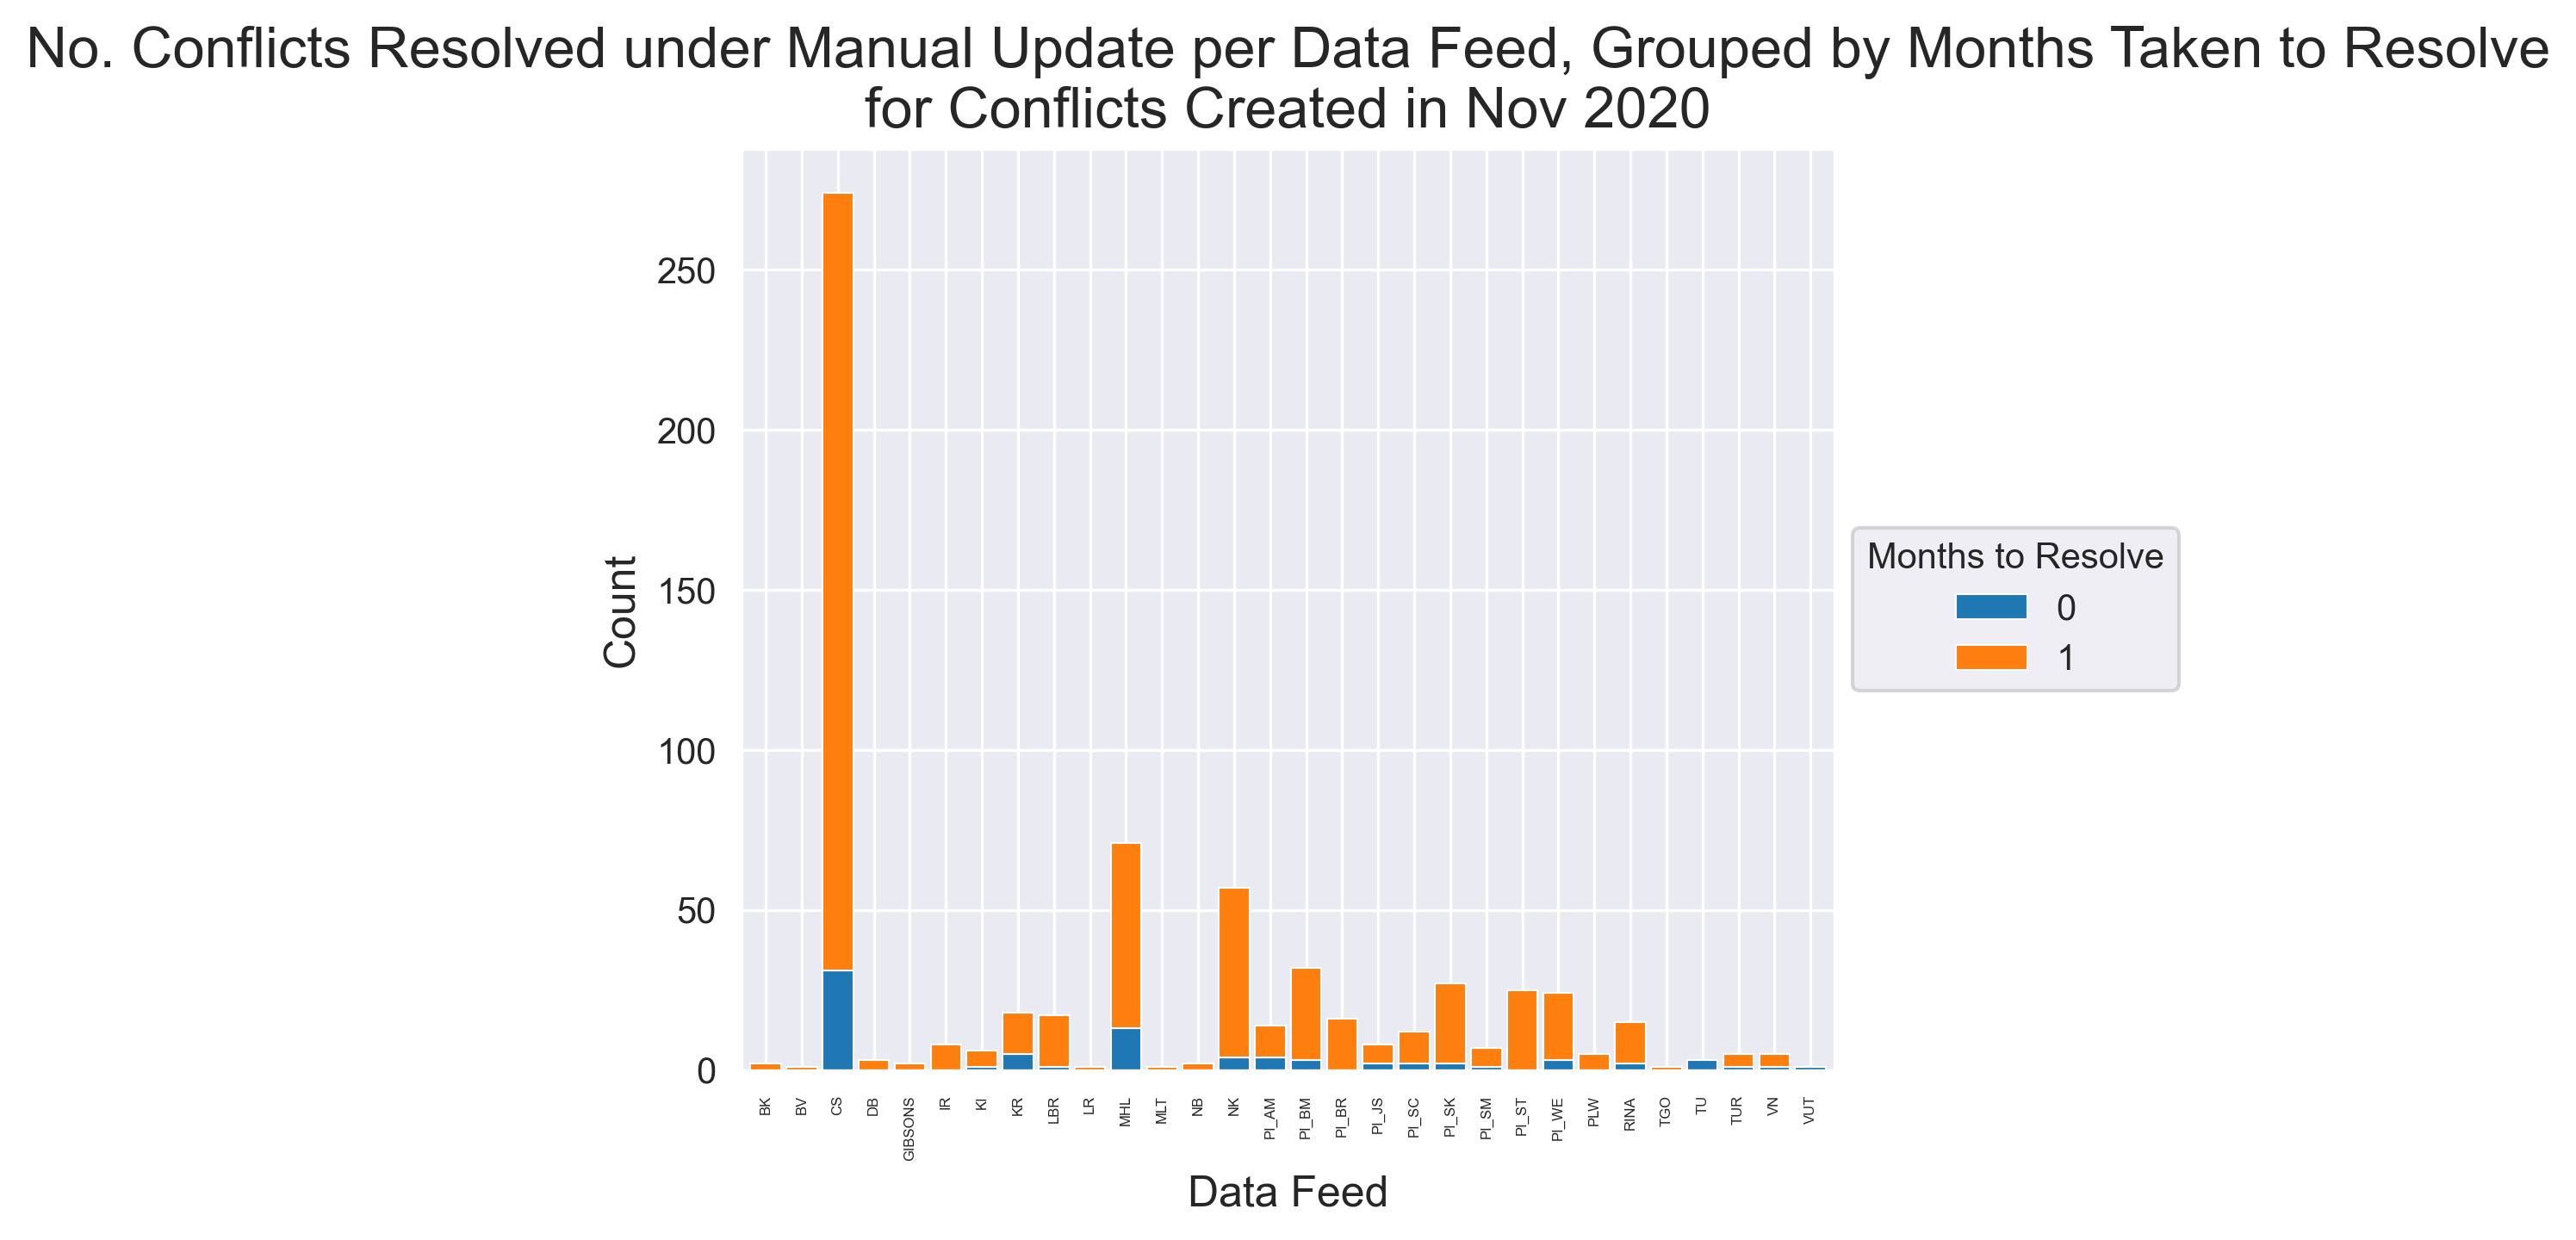 No. Conflicts Resolved under Manual Update per Data Feed, Grouped by Months Taken to Resolve
for Conflicts Created in Nov 2020
250
200
150
100
50
0
Count
BK BV CS DB GIBSONS IR KI KR LBR LR MHL MLT NB NK PI_AM PI_BM PI_BR PI_JS PI_SC PI_SK PI_SM PI_ST PI_WE PLW RINA TGO TU TUR VN VUT
Data Feed
Months to Resolve
0
1